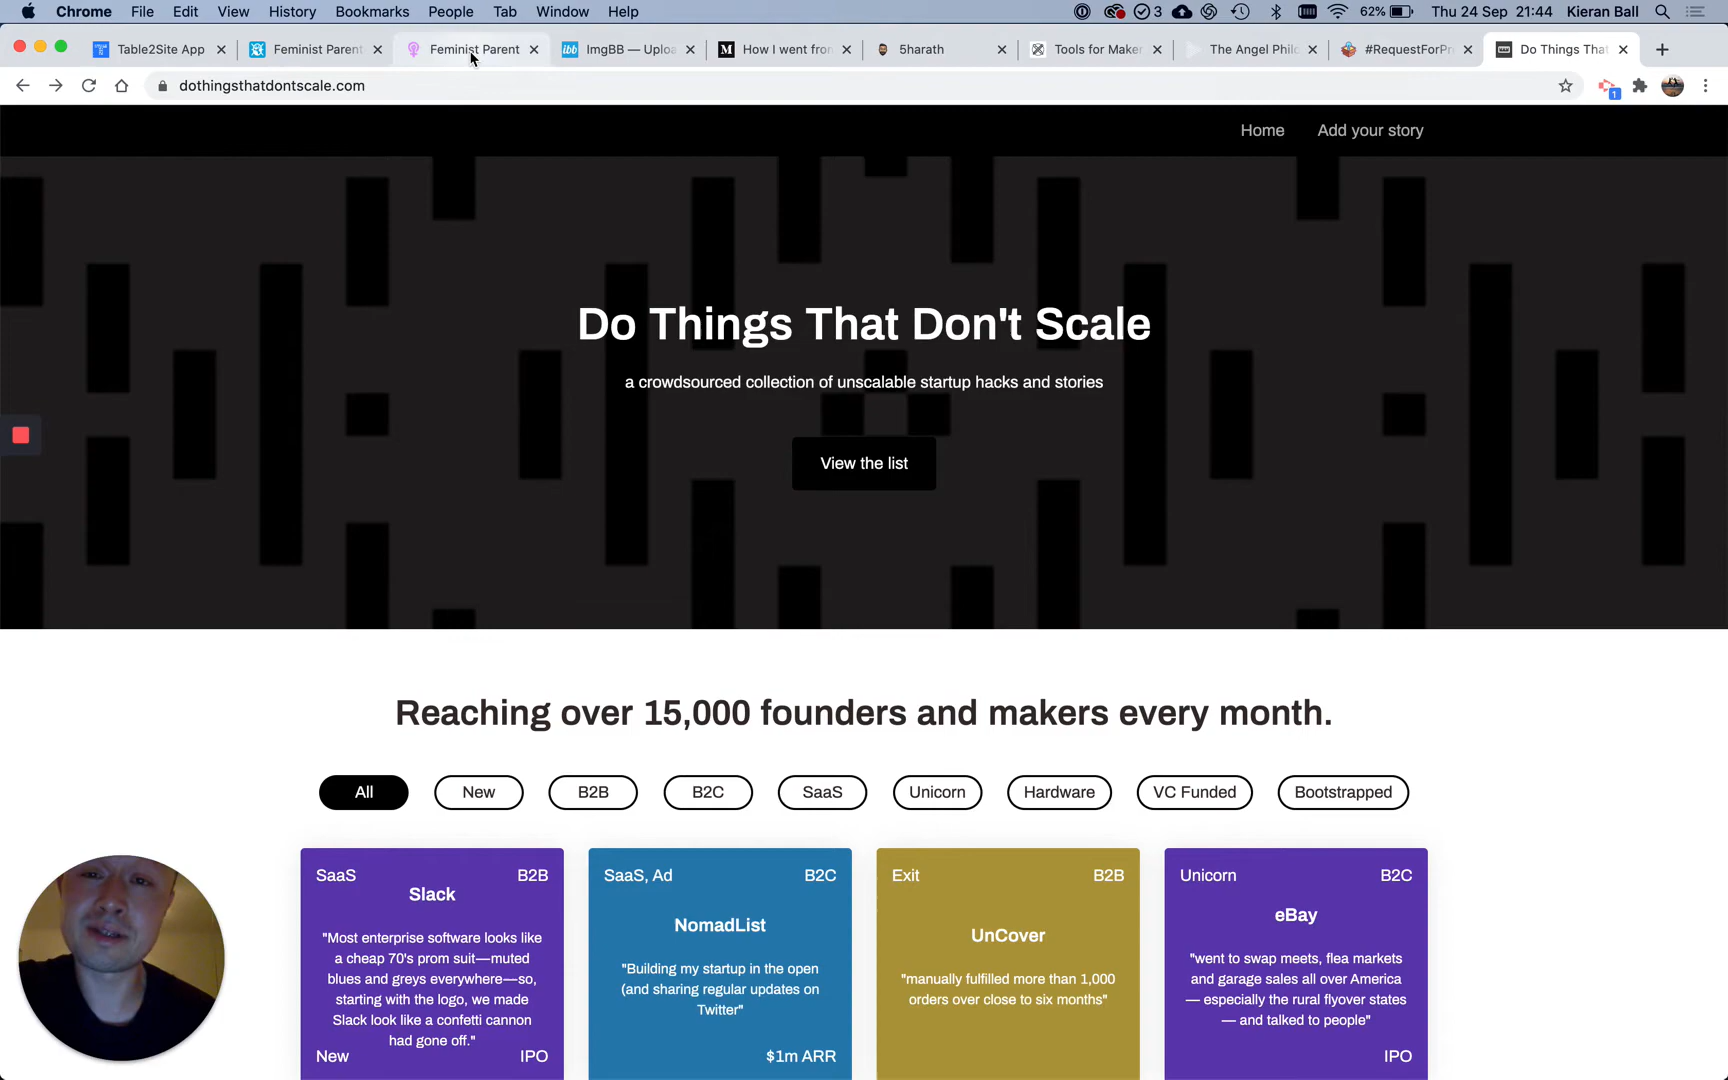 Chrome File Edit View History Bookmarks People Tab Window Help 3 62% Thu 24 Sep 21:44 Kieran Ball
Table2Site App Feminist Parent Feminist Parent ibb ImgBB — Uploa M How I went from 5harath Tools for Maker The Angel Philo #RequestForPr Do Things Tha
dothingsthatdontscale.com 1
Home Add your story
Do Things That Don't Scale
a crowdsourced collection of unscalable startup hacks and stories
View the list
Reaching over 15,000 founders and makers every month.
All New B2B B2C SaaS Unicorn Hardware VC Funded Bootstrapped
SaaS B2B
Slack
"Most enterprise software looks like
a cheap 70's prom suit—muted
blues and greys everywhere—so,
starting with the logo, we made
Slack look like a confetti cannon
had gone off."
New IPO
SaaS, Ad B2C
NomadList
"Building my startup in the open
(and sharing regular updates on
Twitter"
$1m ARR
Exit B2B
UnCover
"manually fulfilled more than 1,000
orders over close to six months"
Unicorn B2C
eBay
"went to swap meets, flea markets
and garage sales all over America
— especially the rural flyover states
— and talked to people"
IPO